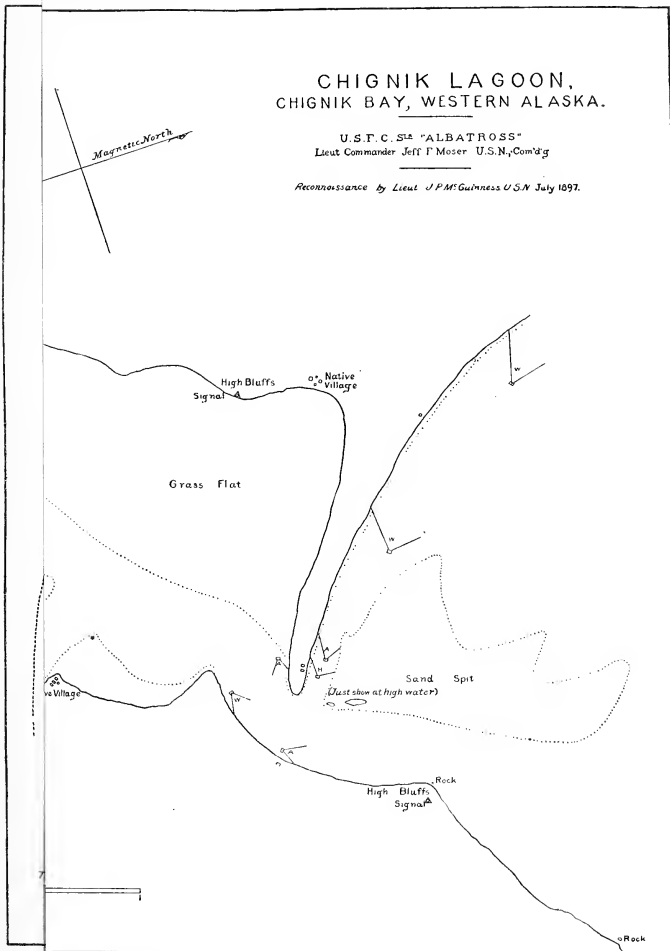 CHIGNIK LAGOON,
CHIGNIK BAY, WESTERN ALASKA.
U.S.F.C. Str "ALBATROSS"
Lieut Commander Jeff F Moser U.S.N., Com'd'g
Reconnoissance by Lieut J P McGuinness U S N July 1897.
Magnetic North
W
High Bluffs
Signal
Native
Village
Grass Flat
W
A
A
H
Sand Spit
(Just show at high water)
ve Village
W
A
Rock
High Bluffs
Signal
7
1
Rock